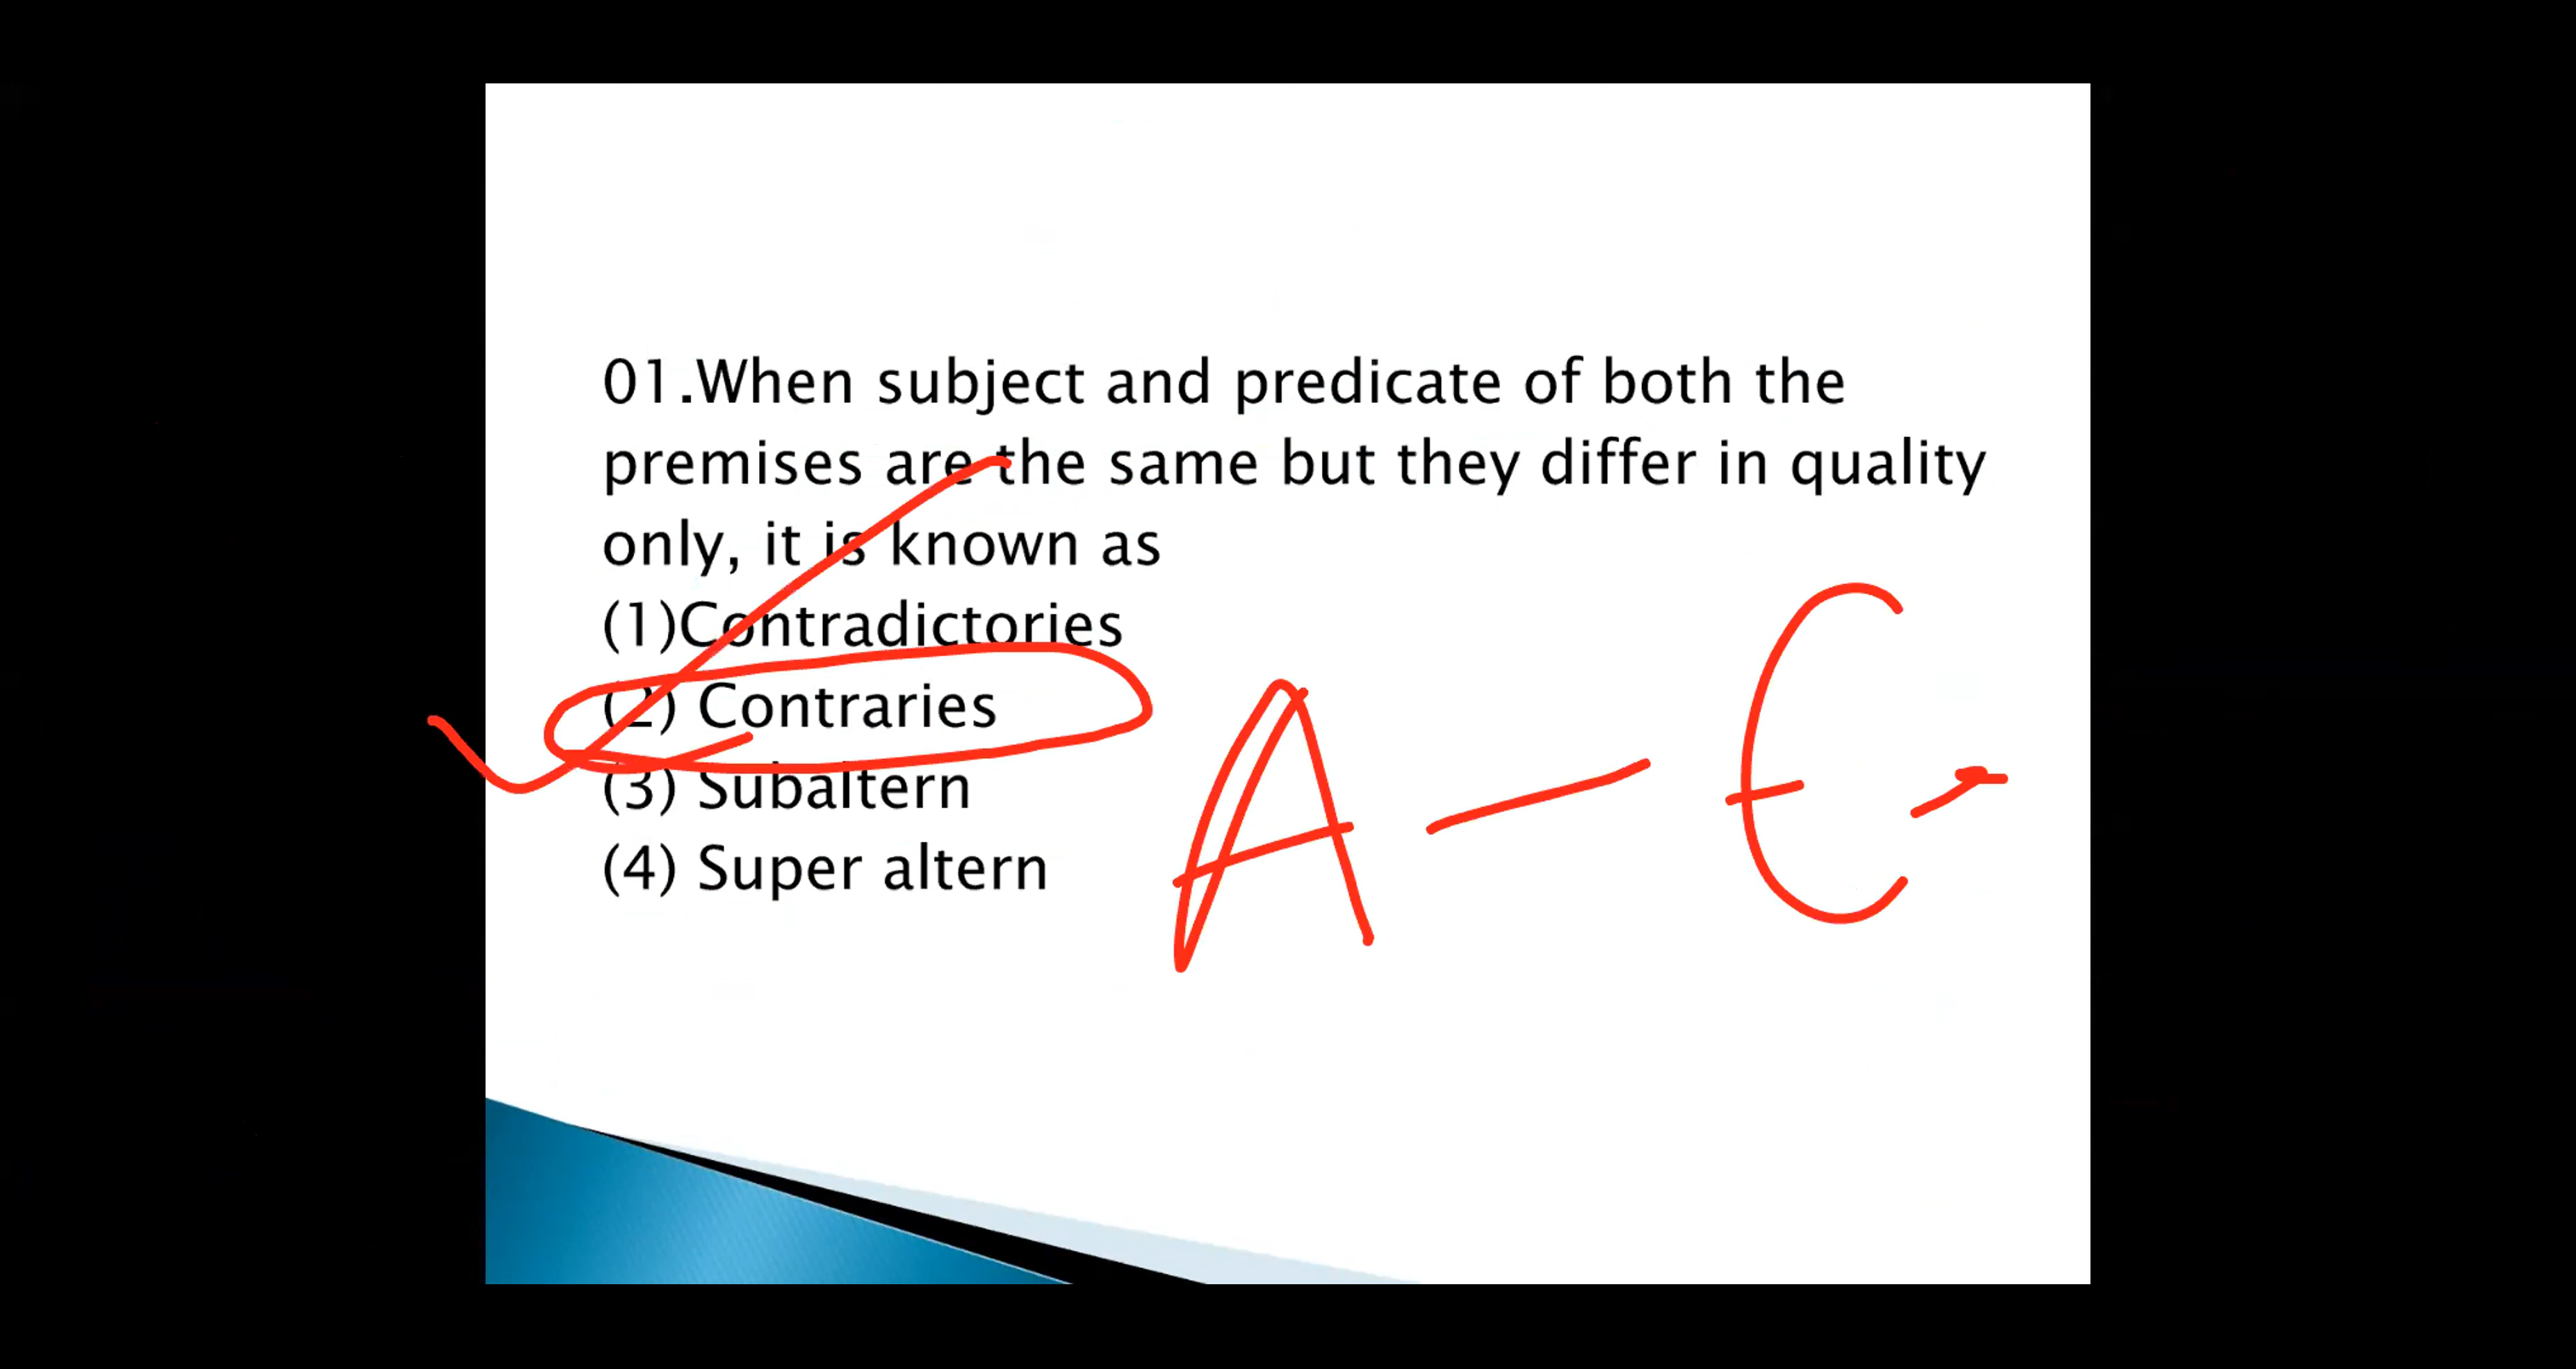 01.When subject and predicate of both the
premises are the same but they differ in quality
only, it is known as
(1)Contradictories
(2) Contraries
(3) Subaltern
(4) Super altern
A — E